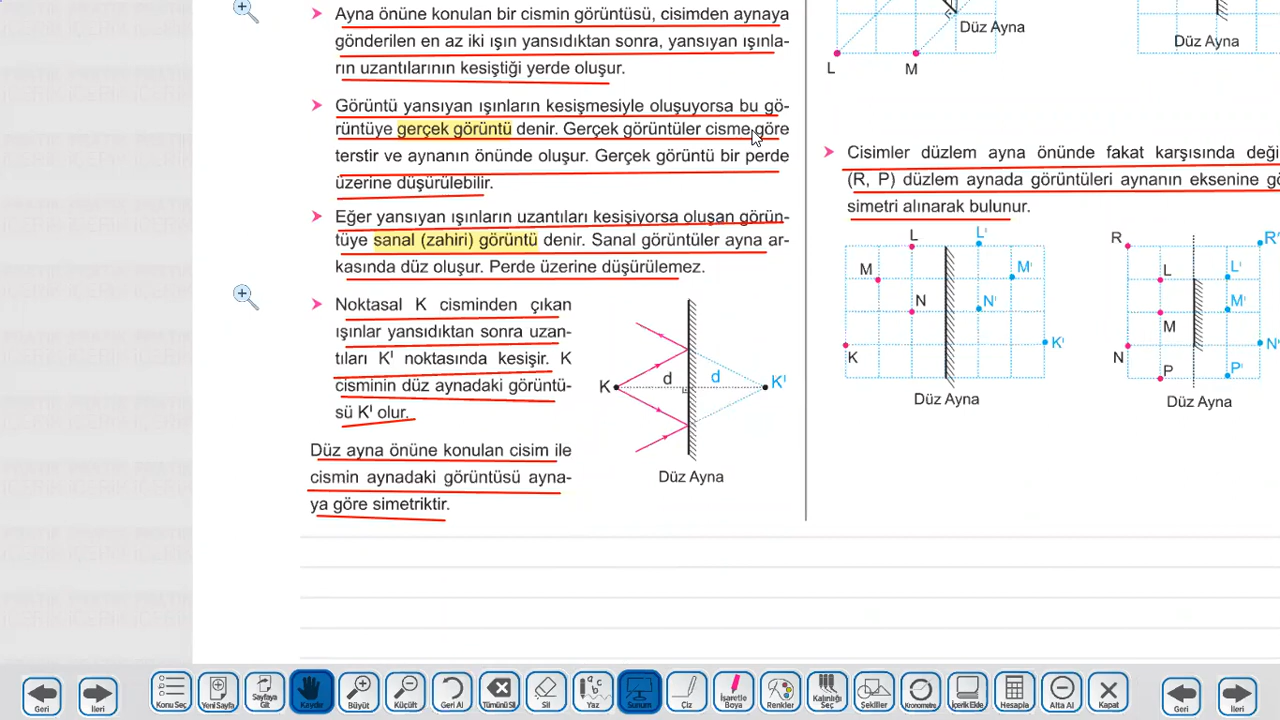 Ayna önüne konulan bir cismin görüntüsü, cisimden aynaya
gönderilen en az iki ışın yansıdıktan sonra, yansıyan ışınla-
rın uzantılarının kesiştiği yerde oluşur.
Görüntü yansıyan ışınların kesişmesiyle oluşuyorsa bu gö-
rüntüye gerçek görüntü denir. Gerçek görüntüler cisme göre
terstir ve aynanın önünde oluşur. Gerçek görüntü bir perde
üzerine düşürülebilir.
Eğer yansıyan ışınların uzantıları kesişiyorsa oluşan görün-
tüye sanal (zahiri) görüntü denir. Sanal görüntüler ayna ar-
kasında düz oluşur. Perde üzerine düşürülemez.
Noktasal K cisminden çıkan
ışınlar yansıdıktan sonra uzan-
tıları K' noktasında kesişir. K
cisminin düz aynadaki görüntü-
sü K' olur.
K d d K'
Düz Ayna
Düz ayna önüne konulan cisim ile
cismin aynadaki görüntüsü ayna-
ya göre simetriktir.
Düz Ayna
L M
Düz Ayna
Cisimler düzlem ayna önünde fakat karşısında deği
(R, P) düzlem aynada görüntüleri aynanın eksenine gö
simetri alınarak bulunur.
L L'
M M'
N N'
K K'
Düz Ayna
R R'
L L'
M M'
N N'
P P'
Düz Ayna
Geri
İleri
Konu Seç
Yeni Sayfa
Sayfaya Git
Kaydır
Büyüt
Küçült
Geri Al
Tümünü Sil
Sil
a b c
Yaz
Sunum
Çiz
İşaretle Boya
Renkler
Kalınlığı Seç
Şekiller
Kronometre
İçerik Ekle
Hesapla
Alta Al
Kapat
Geri
İleri